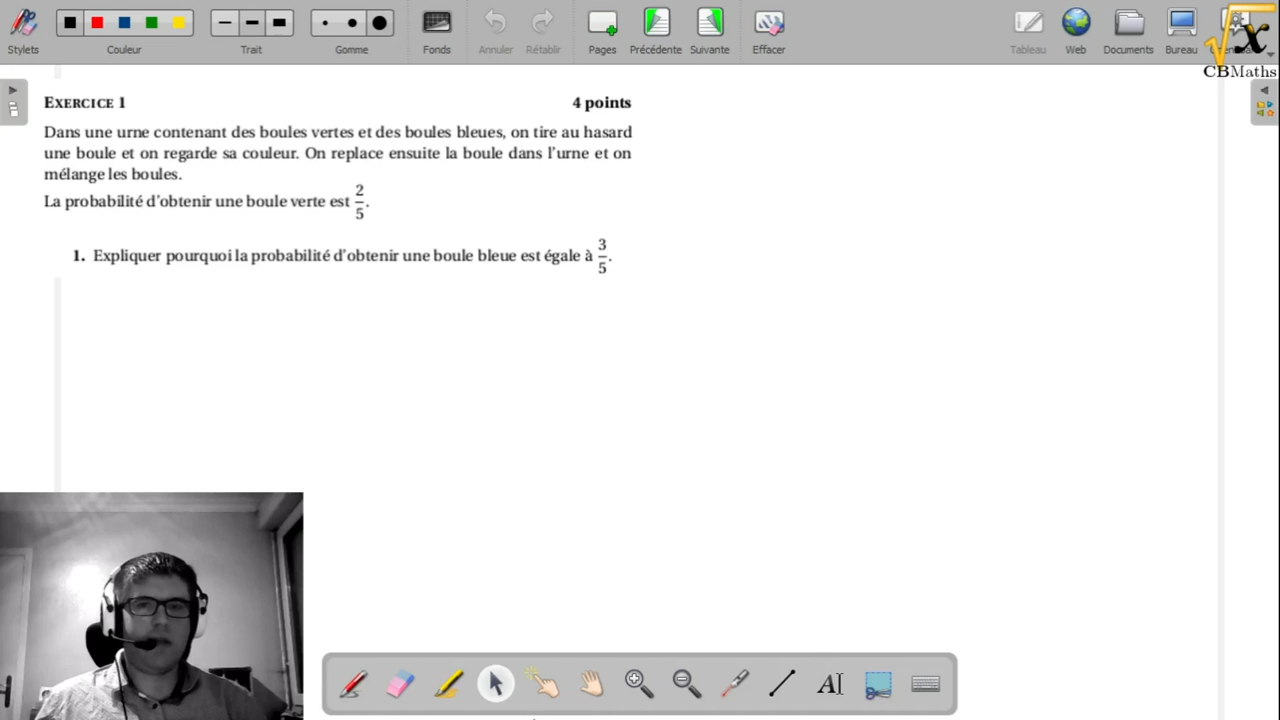 Stylets Couleur Trait Gomme Fonds Annuler Rétablir Pages Précédente Suivante Effacer Tableau Web Documents Bureau
x
CBMaths
EXERCICE 1 4 points
Dans une urne contenant des boules vertes et des boules bleues, on tire au hasard
une boule et on regarde sa couleur. On replace ensuite la boule dans l'urne et on
mélange les boules.
La probabilité d'obtenir une boule verte est 2/5.
1. Expliquer pourquoi la probabilité d'obtenir une boule bleue est égale à 3/5.
AI